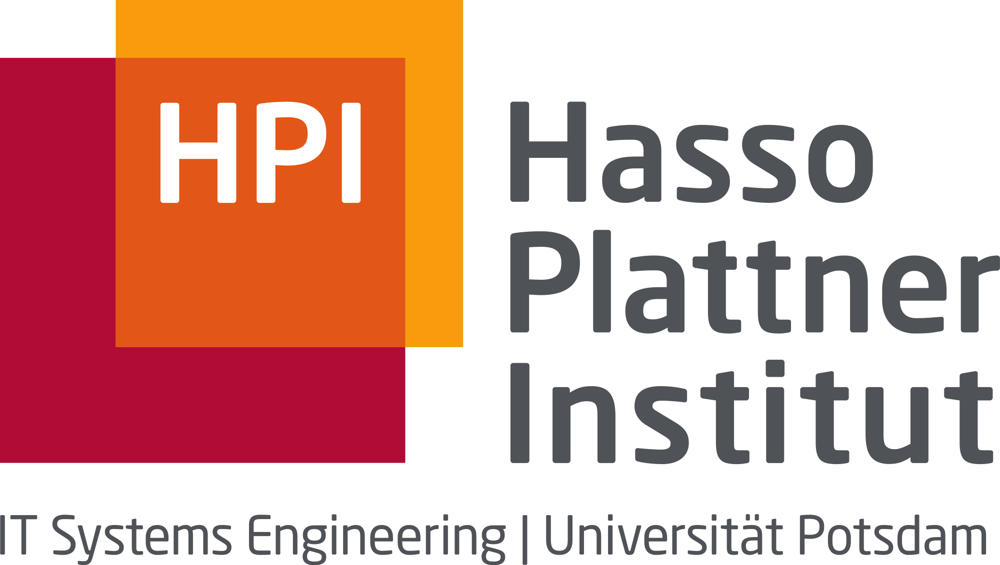 HPI
Hasso
Plattner
Institut
IT Systems Engineering | Universität Potsdam